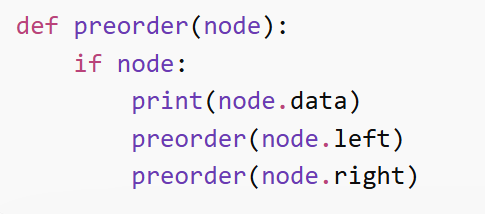 def preorder(node):
    if node:
        print(node.data)
        preorder(node.left)
        preorder(node.right)